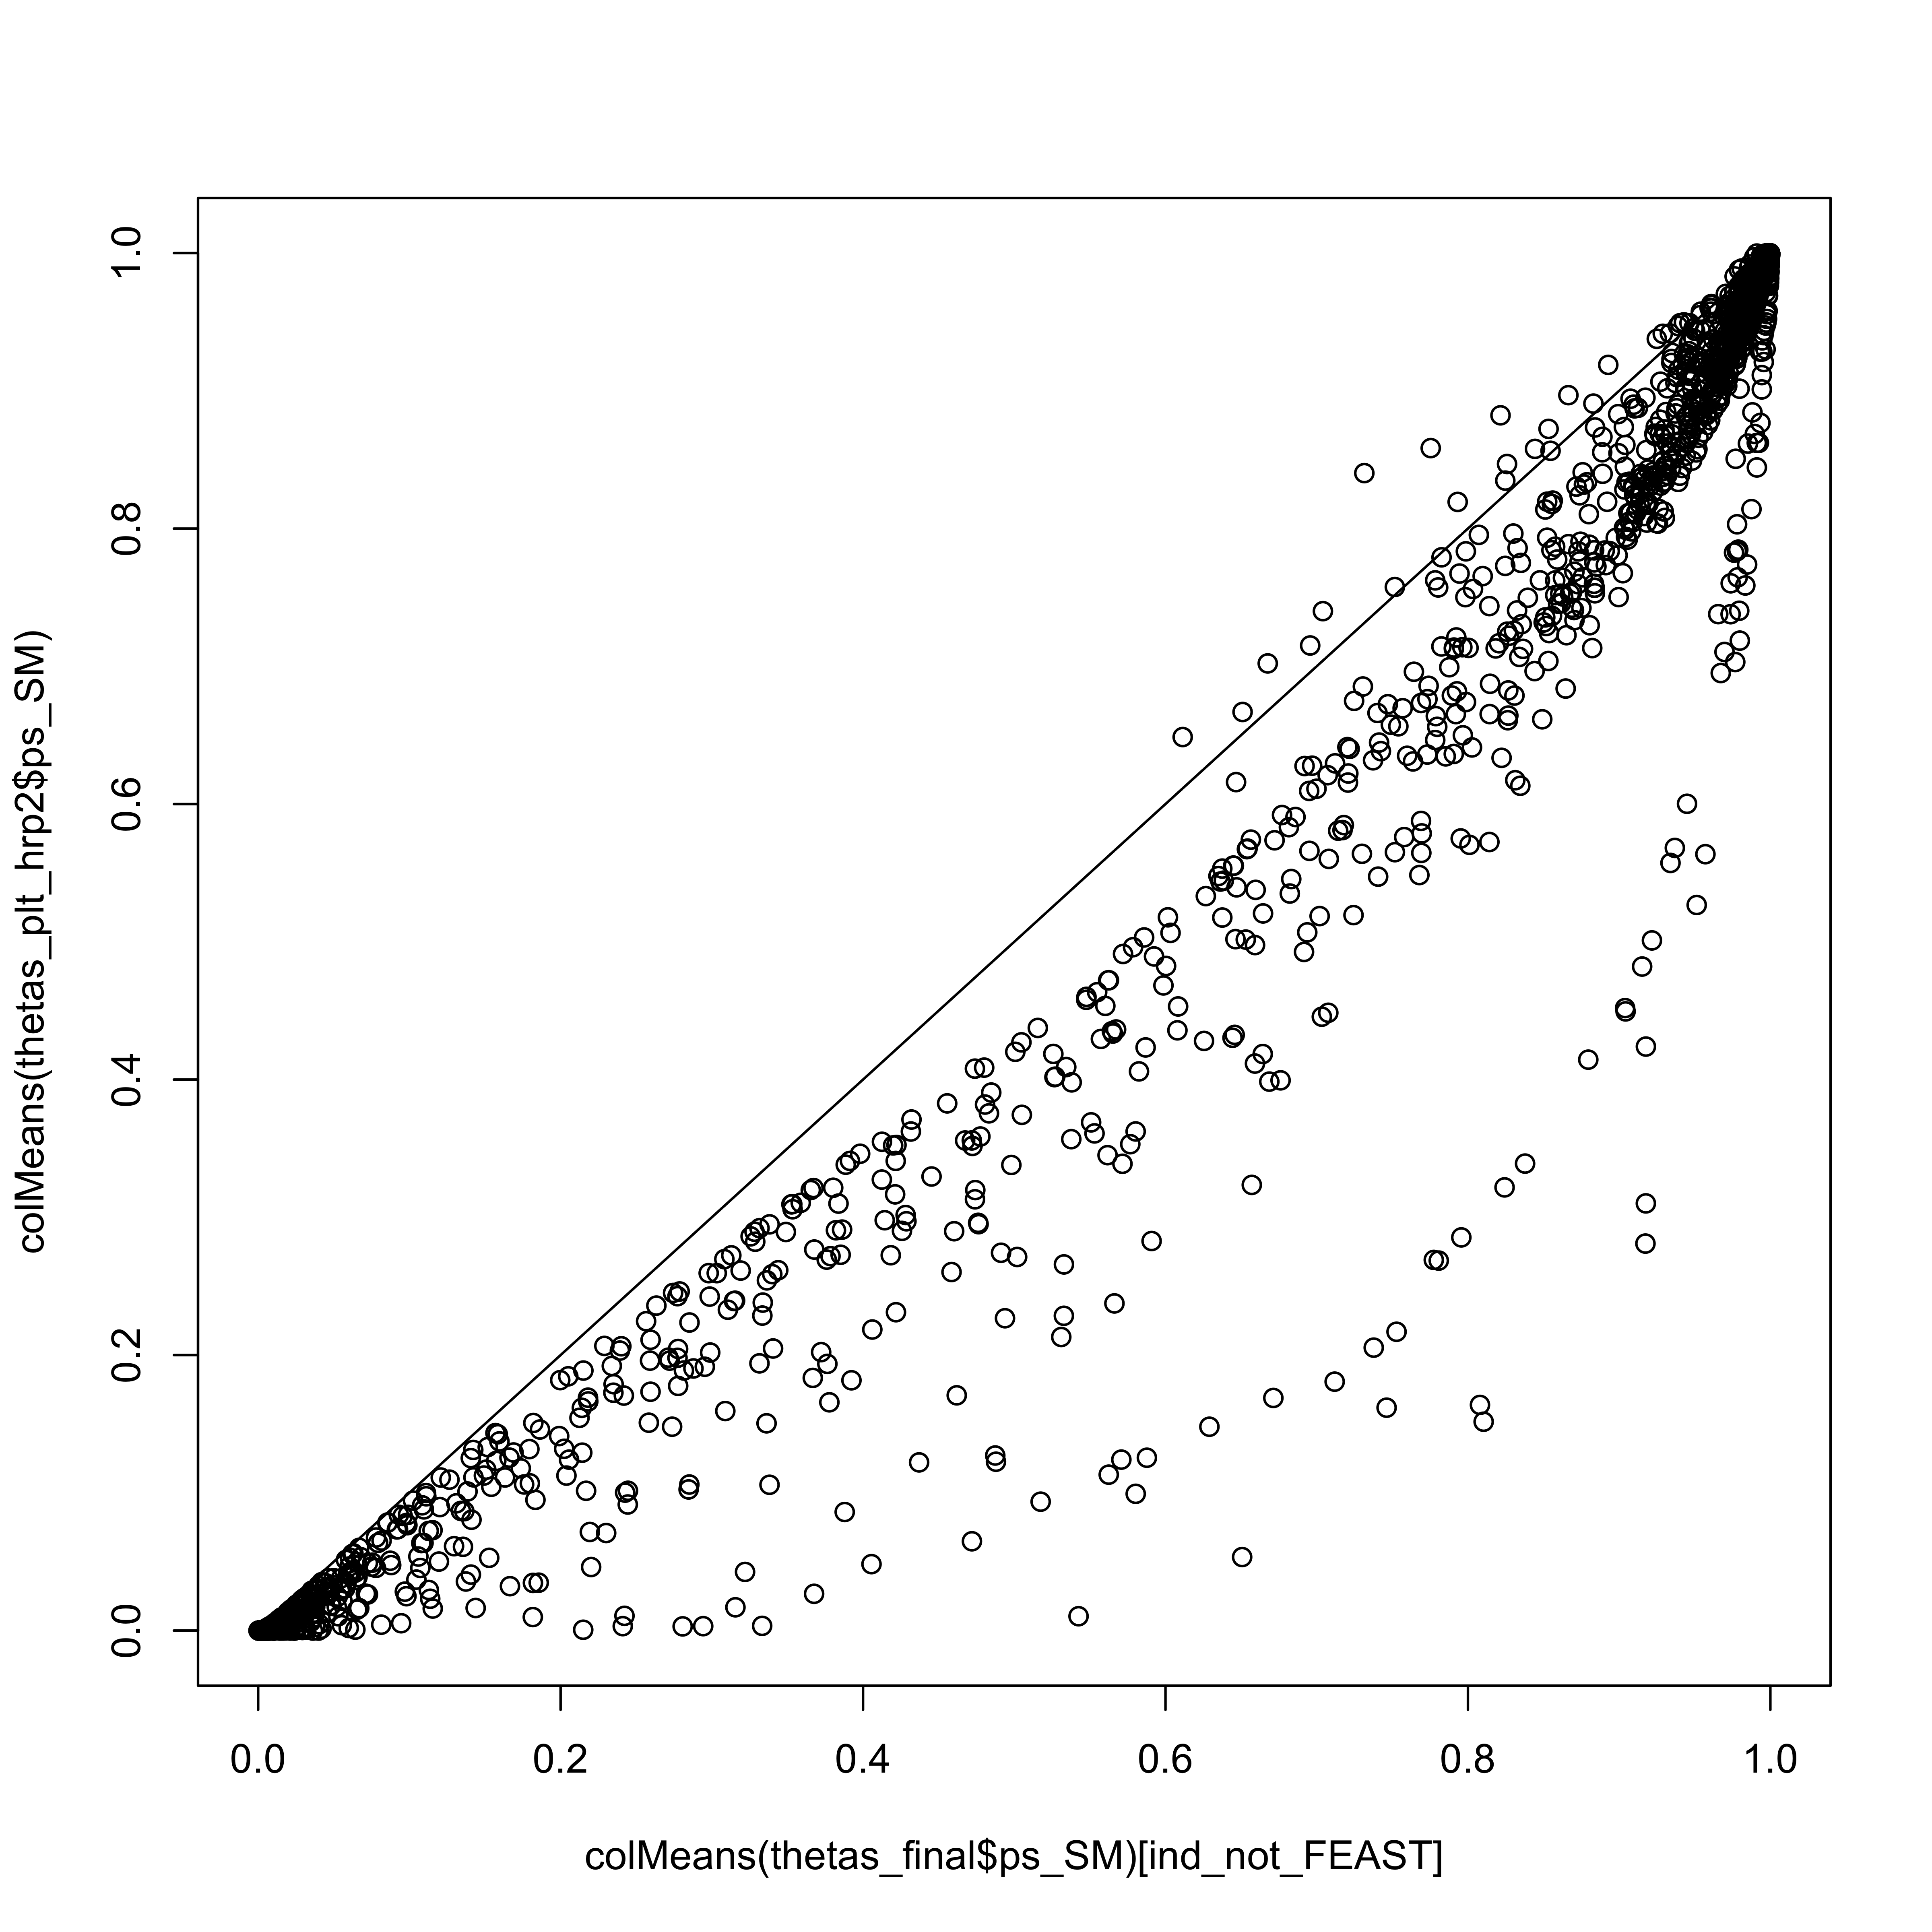 colMeans(thetas_plt_hrp2$ps_SM)
1.0
0.8
0.6
0.4
0.2
0.0
0.0 0.2 0.4 0.6 0.8 1.0
colMeans(thetas_final$ps_SM)[ind_not_FEAST]